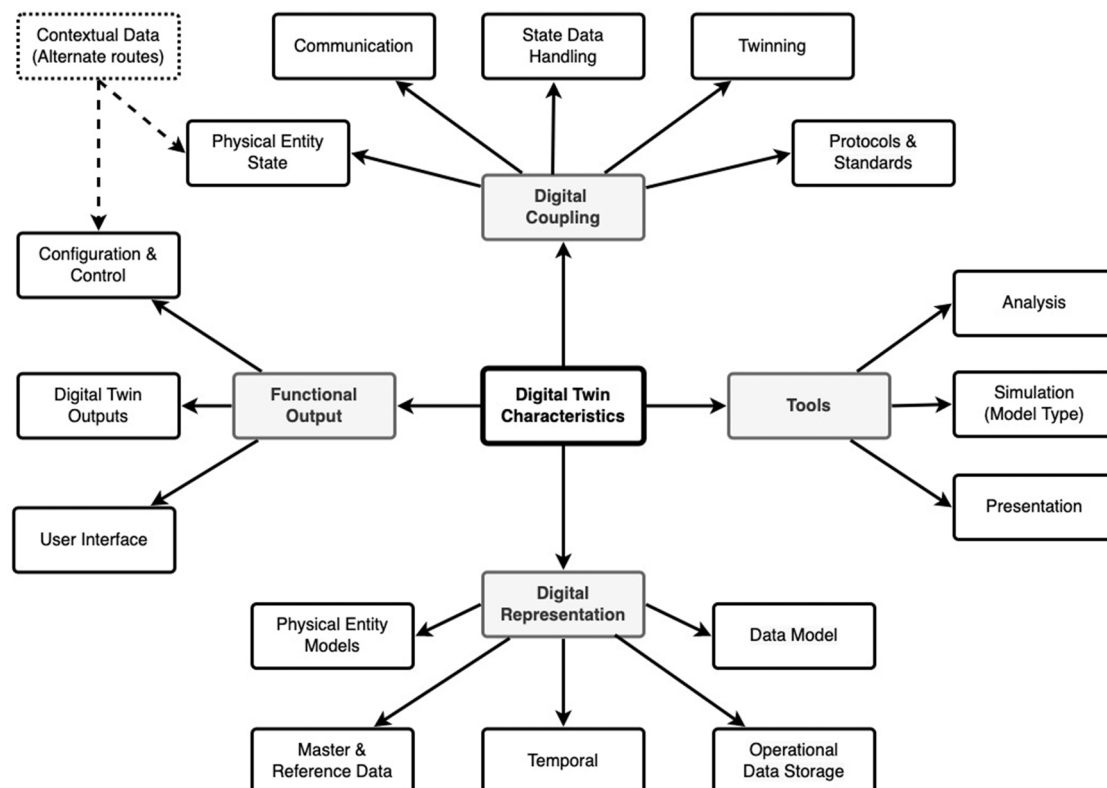 Contextual Data
(Alternate routes)
Communication
State Data
Handling
Twinning
Physical Entity
State
Protocols &
Standards
Digital
Coupling
Configuration &
Control
Analysis
Digital Twin
Outputs
Functional
Output
Digital Twin
Characteristics
Tools
Simulation
(Model Type)
User Interface
Presentation
Digital
Representation
Physical Entity
Models
Data Model
Master &
Reference Data
Temporal
Operational
Data Storage